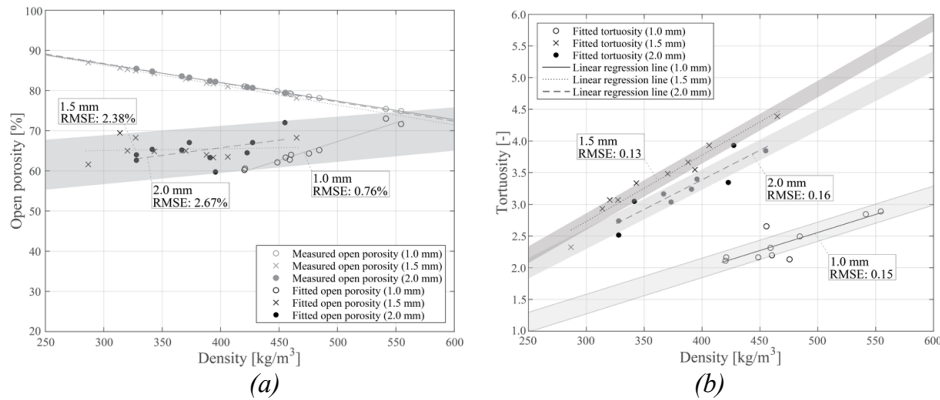 100
90
80
70
60
50
40
30
20
Open porosity [%]
1.5 mm
RMSE: 2.38%
2.0 mm
RMSE: 2.67%
1.0 mm
RMSE: 0.76%
Measured open porosity (1.0 mm)
Measured open porosity (1.5 mm)
Measured open porosity (2.0 mm)
Fitted open porosity (1.0 mm)
Fitted open porosity (1.5 mm)
Fitted open porosity (2.0 mm)
250 300 350 400 450 500 550 600
Density [kg/m³]
(a)
6.0
5.5
5.0
4.5
4.0
3.5
3.0
2.5
2.0
1.5
1.0
Tortuosity [-]
Fitted tortuosity (1.0 mm)
Fitted tortuosity (1.5 mm)
Fitted tortuosity (2.0 mm)
Linear regression line (1.0 mm)
Linear regression line (1.5 mm)
Linear regression line (2.0 mm)
1.5 mm
RMSE: 0.13
2.0 mm
RMSE: 0.16
1.0 mm
RMSE: 0.15
250 300 350 400 450 500 550 600
Density [kg/m³]
(b)